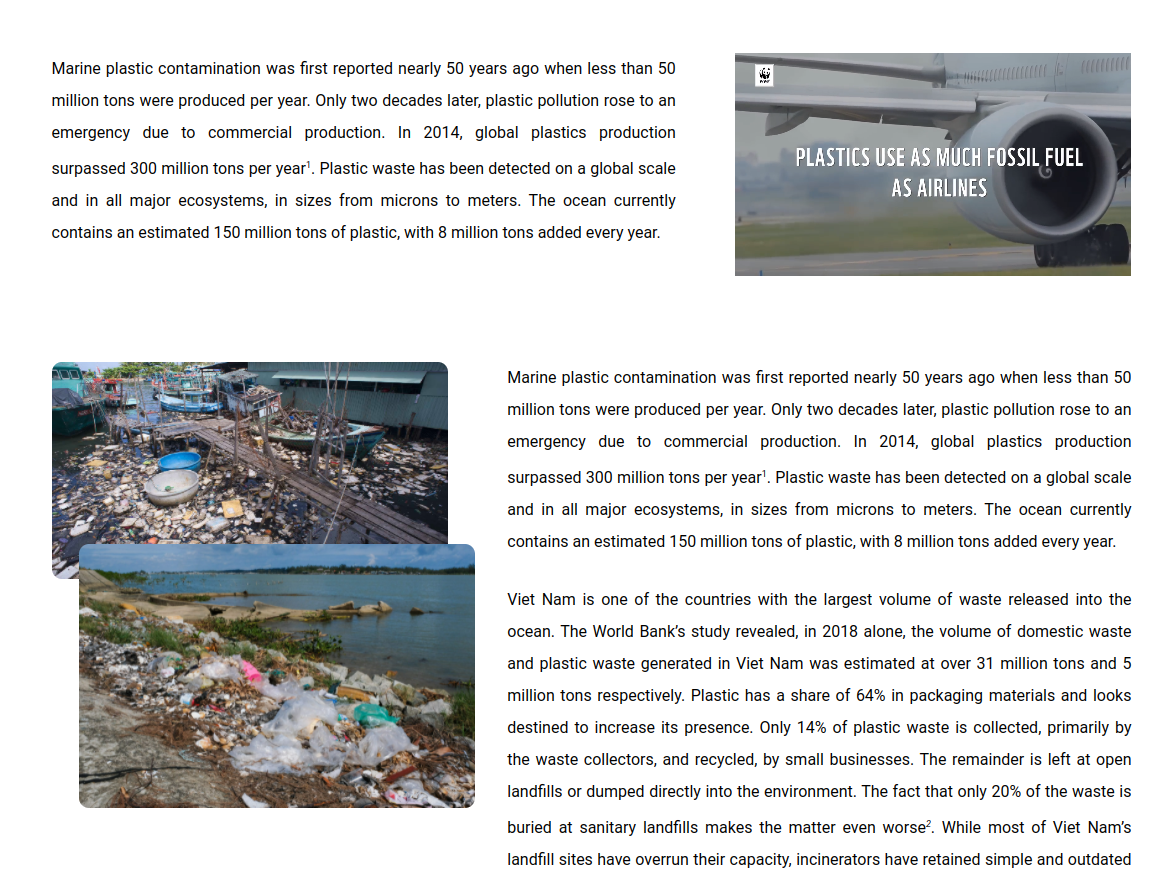 Marine plastic contamination was first reported nearly 50 years ago when less than 50
million tons were produced per year. Only two decades later, plastic pollution rose to an
emergency due to commercial production. In 2014, global plastics production
surpassed 300 million tons per year¹. Plastic waste has been detected on a global scale
and in all major ecosystems, in sizes from microns to meters. The ocean currently
contains an estimated 150 million tons of plastic, with 8 million tons added every year.
PLASTICS USE AS MUCH FOSSIL FUEL
AS AIRLINES
Marine plastic contamination was first reported nearly 50 years ago when less than 50
million tons were produced per year. Only two decades later, plastic pollution rose to an
emergency due to commercial production. In 2014, global plastics production
surpassed 300 million tons per year¹. Plastic waste has been detected on a global scale
and in all major ecosystems, in sizes from microns to meters. The ocean currently
contains an estimated 150 million tons of plastic, with 8 million tons added every year.
Viet Nam is one of the countries with the largest volume of waste released into the
ocean. The World Bank’s study revealed, in 2018 alone, the volume of domestic waste
and plastic waste generated in Viet Nam was estimated at over 31 million tons and 5
million tons respectively. Plastic has a share of 64% in packaging materials and looks
destined to increase its presence. Only 14% of plastic waste is collected, primarily by
the waste collectors, and recycled, by small businesses. The remainder is left at open
landfills or dumped directly into the environment. The fact that only 20% of the waste is
buried at sanitary landfills makes the matter even worse². While most of Viet Nam’s
landfill sites have overrun their capacity, incinerators have retained simple and outdated